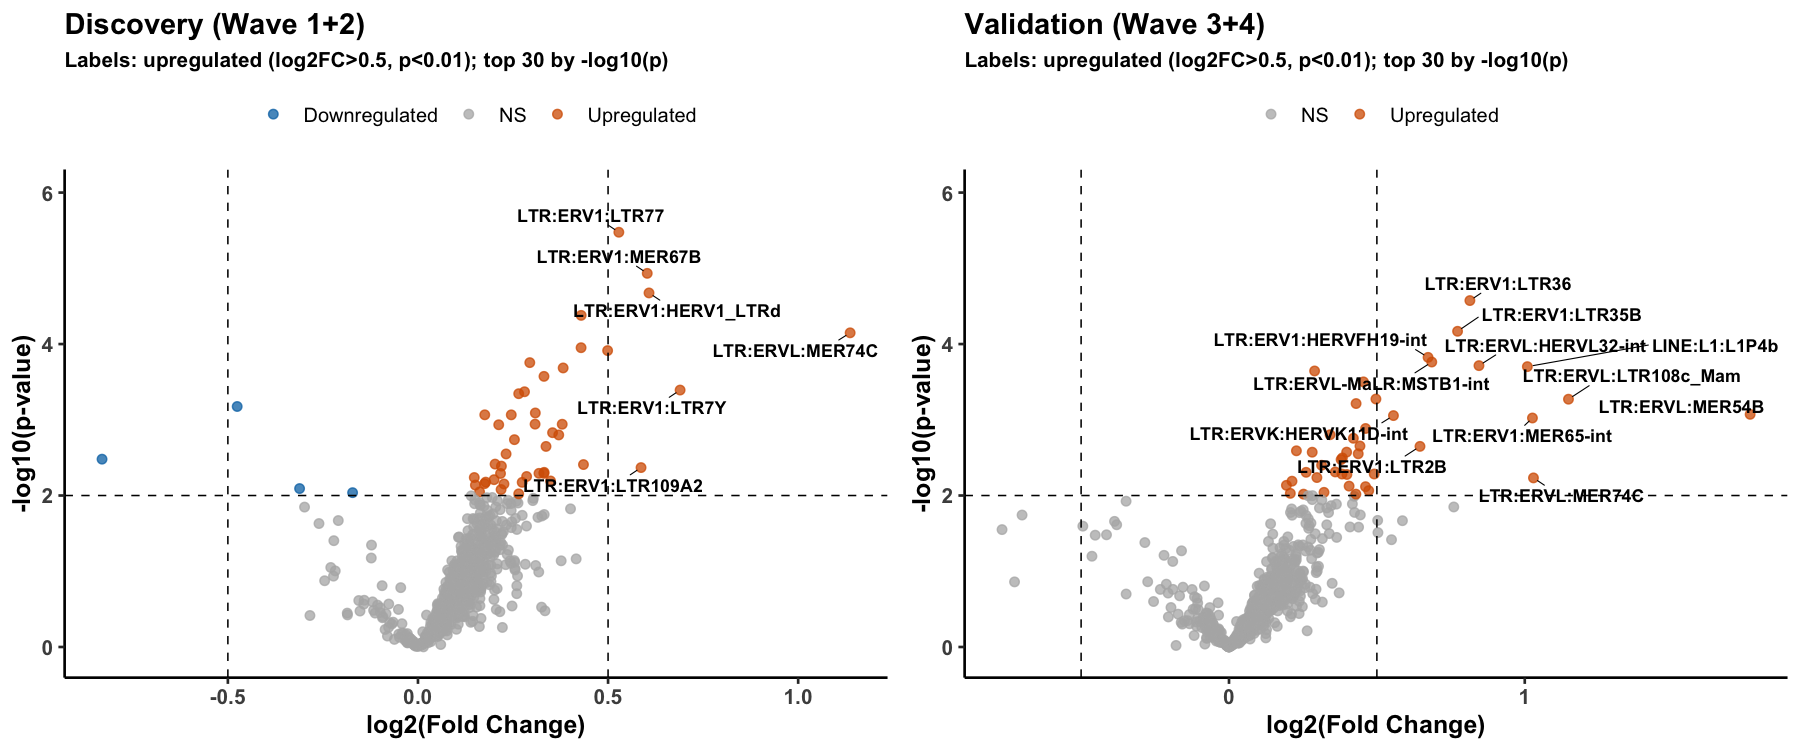 Discovery (Wave 1+2)
Labels: upregulated (log2FC>0.5, p<0.01); top 30 by -log10(p)
Downregulated NS Upregulated
-log10(p-value)
6
4
2
0
LTR:ERV1:LTR77
LTR:ERV1:MER67B
LTR:ERV1:HERV1_LTRd
LTR:ERVL:MER74C
LTR:ERV1:LTR7Y
LTR:ERV1:LTR109A2
-0.5 0.0 0.5 1.0
log2(Fold Change)
Validation (Wave 3+4)
Labels: upregulated (log2FC>0.5, p<0.01); top 30 by -log10(p)
NS Upregulated
-log10(p-value)
6
4
2
0
LTR:ERV1:LTR36
LTR:ERV1:LTR35B
LTR:ERV1:HERVFH19-int
LTR:ERVL:HERVL32-int LINE:L1:L1P4b
LTR:ERVL-MaLR:MSTB1-int LTR:ERVL:LTR108c_Mam
LTR:ERVL:MER54B
LTR:ERVK:HERVK11D-int LTR:ERV1:MER65-int
LTR:ERV1:LTR2B
LTR:ERVL:MER74C
0 1
log2(Fold Change)